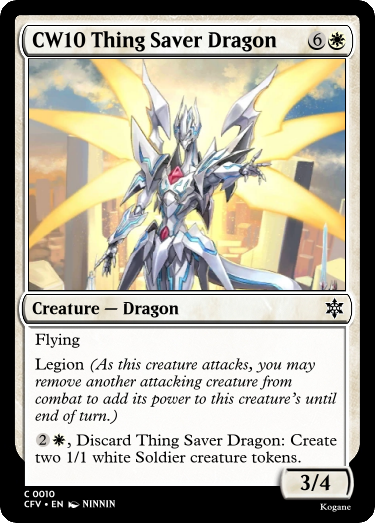 CW10 Thing Saver Dragon 6
Creature — Dragon
Flying
Legion (As this creature attacks, you may
remove another attacking creature from
combat to add its power to this creature's until
end of turn.)
2, Discard Thing Saver Dragon: Create
two 1/1 white Soldier creature tokens.
3/4
C 0010
CFV • EN NINNIN
Kogane